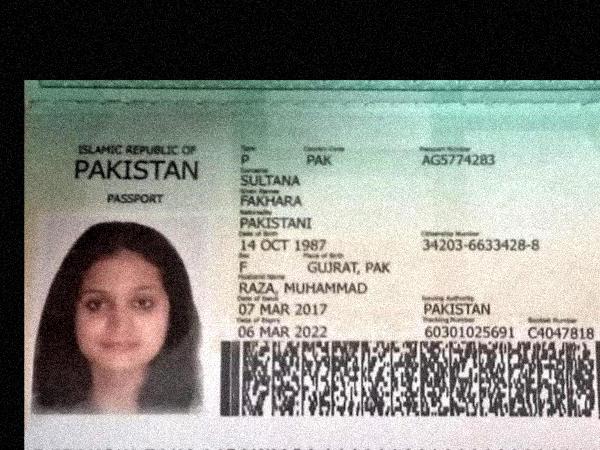 ISLAMIC REPUBLIC OF
PAKISTAN
PASSPORT
Type Country Code Passport Number
P PAK AG5774283
Surname
SULTANA
Given Names
FAKHARA
Nationality
PAKISTANI
Date of Birth Citizenship Number
14 OCT 1987 34203-6633428-8
Sex Place of Birth
F GUJRAT, PAK
Husband Name
RAZA, MUHAMMAD
Date of Issue Issuing Authority
07 MAR 2017 PAKISTAN
Date of Expiry Tracking Number Booklet Number
06 MAR 2022 60301025691 C4047818